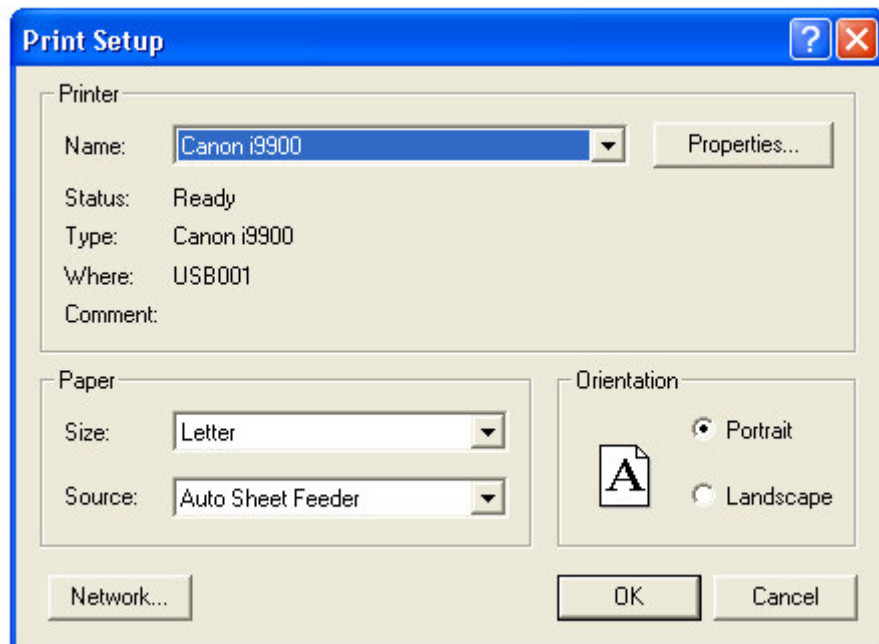 Print Setup
Printer
Name: Canon i9900 Properties...
Status: Ready
Type: Canon i9900
Where: USB001
Comment:
Paper Orientation
Size: Letter Portrait
A
Source: Auto Sheet Feeder Landscape
Network... OK Cancel